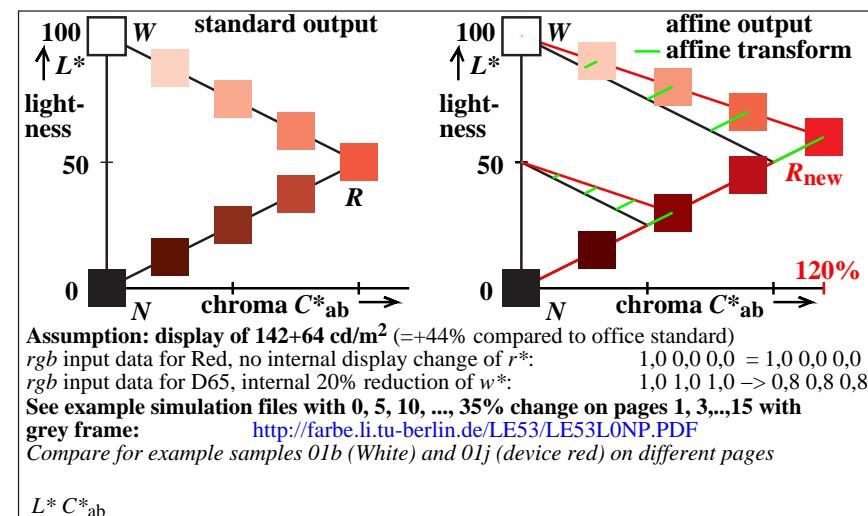 standard output
100 W
L*
light-
ness
50
R
0
N
chroma C*ab
affine output
affine transform
100 W
L*
light-
ness
50
Rnew
120%
0
N
chroma C*ab
Assumption: display of 142+64 cd/m2 (=+44% compared to office standard)
rgb input data for Red, no internal display change of r*: 1,0 0,0 0,0 = 1,0 0,0 0,0
rgb input data for D65, internal 20% reduction of w*: 1,0 1,0 1,0 –> 0,8 0,8 0,8
See example simulation files with 0, 5, 10, ..., 35% change on pages 1, 3,..,15 with
grey frame: http://farbe.li.tu-berlin.de/LE53/LE53L0NP.PDF
Compare for example samples 01b (White) and 01j (device red) on different pages
L* C*ab